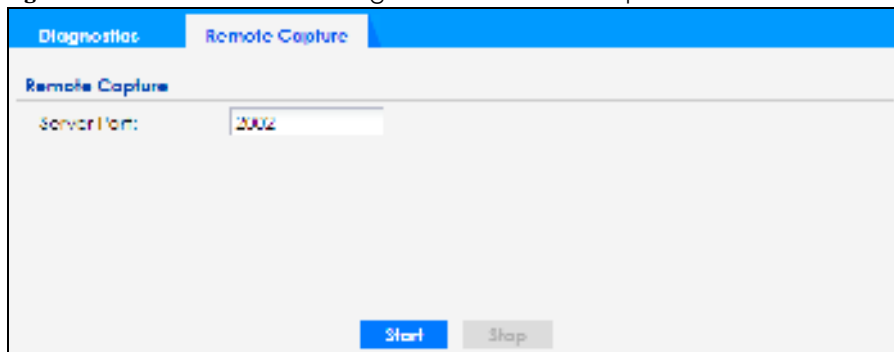 Diagnostics Remote Capture
Remote Capture
Server Port: 2002
Start Stop